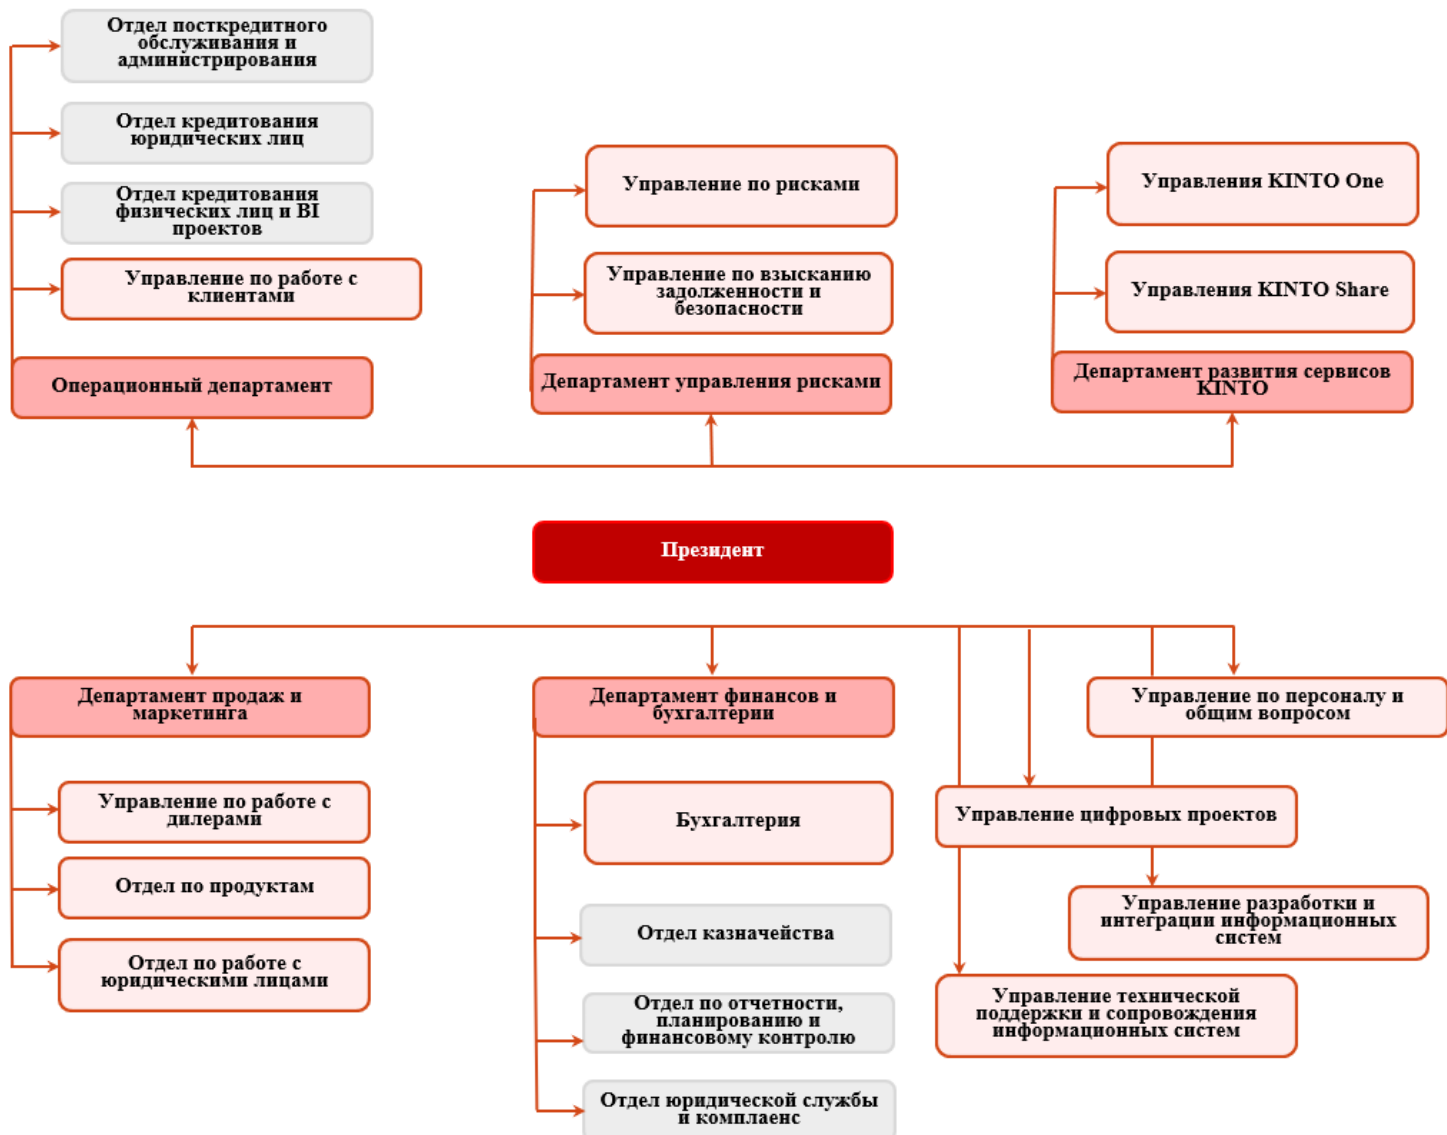 Отдел посткредитного
обслуживания и
администрирования
Отдел кредитования
юридических лиц
Отдел кредитования
физических лиц и BI
проектов
Управление по работе с
клиентами
Операционный департамент
Управление по рисками
Управление по взысканию
задолженности и
безопасности
Департамент управления рисками
Управления KINTO One
Управления KINTO Share
Департамент развития сервисов
KINTO
Президент
Департамент продаж и
маркетинга
Управление по работе с
дилерами
Отдел по продуктам
Отдел по работе с
юридическими лицами
Департамент финансов и
бухгалтерии
Бухгалтерия
Отдел казначейства
Отдел по отчетности,
планированию и
финансовому контролю
Отдел юридической службы
и комплаенс
Управление по персоналу и
общим вопросом
Управление цифровых проектов
Управление разработки и
интеграции информационных
систем
Управление технической
поддержки и сопровождения
информационных систем